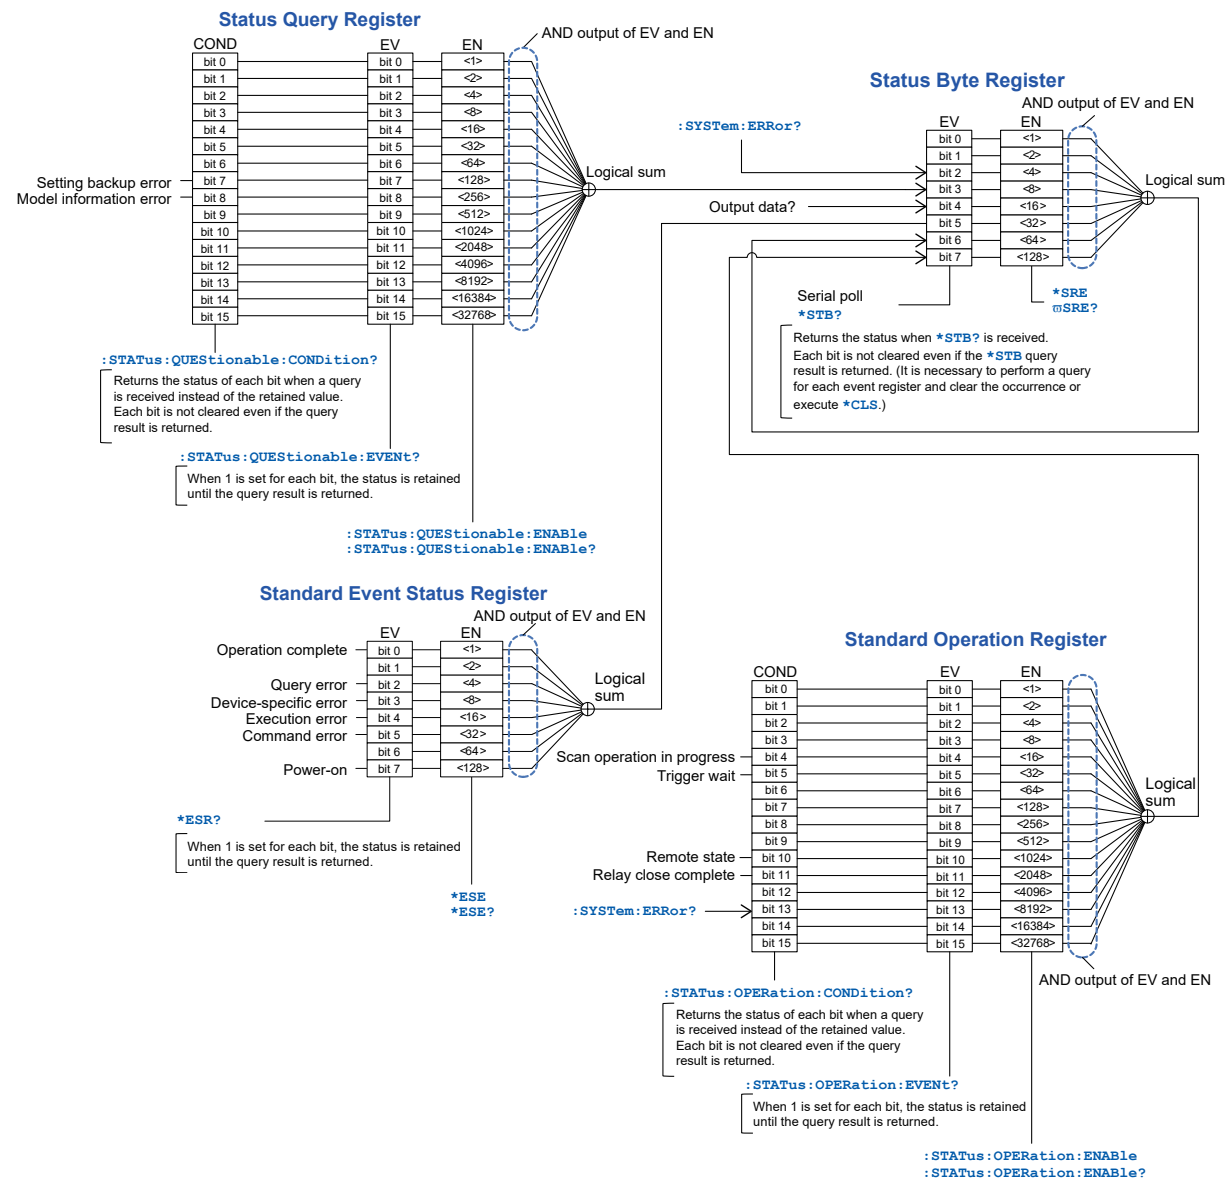 Status Query Register
AND output of EV and EN
COND EV EN
bit 0 bit 0 <1>
bit 1 bit 1 <2>
bit 2 bit 2 <4>
bit 3 bit 3 <8>
bit 4 bit 4 <16>
bit 5 bit 5 <32>
bit 6 bit 6 <64>
Setting backup error bit 7 bit 7 <128>
Model information error bit 8 bit 8 <256>
bit 9 bit 9 <512>
bit 10 bit 10 <1024>
bit 11 bit 11 <2048>
bit 12 bit 12 <4096>
bit 13 bit 13 <8192>
bit 14 bit 14 <16384>
bit 15 bit 15 <32768>
Logical sum
:STATus:QUEStionable:CONDition?
Returns the status of each bit when a query
is received instead of the retained value.
Each bit is not cleared even if the query
result is returned.
:STATus:QUEStionable:EVENt?
When 1 is set for each bit, the status is retained
until the query result is returned.
:STATus:QUEStionable:ENABle
:STATus:QUEStionable:ENABle?
Status Byte Register
AND output of EV and EN
EV EN
bit 0 <1>
bit 1 <2>
:SYSTem:ERRor? bit 2 <4>
bit 3 <8>
Output data? bit 4 <16>
bit 5 <32>
bit 6 <64>
bit 7 <128>
Logical sum
Serial poll
*STB?
*SRE
ϖSRE?
Returns the status when *STB? is received.
Each bit is not cleared even if the *STB query
result is returned. (It is necessary to perform a query
for each event register and clear the occurrence or
execute *CLS.)
Standard Event Status Register
AND output of EV and EN
EV EN
Operation complete bit 0 <1>
bit 1 <2>
Query error bit 2 <4>
Device-specific error bit 3 <8>
Execution error bit 4 <16>
Command error bit 5 <32>
bit 6 <64>
Power-on bit 7 <128>
Logical
sum
*ESR?
When 1 is set for each bit, the status is retained
until the query result is returned.
*ESE
*ESE?
Standard Operation Register
COND EV EN
bit 0 bit 0 <1>
bit 1 bit 1 <2>
bit 2 bit 2 <4>
bit 3 bit 3 <8>
Scan operation in progress bit 4 bit 4 <16>
Trigger wait bit 5 bit 5 <32>
bit 6 bit 6 <64>
bit 7 bit 7 <128>
bit 8 bit 8 <256>
bit 9 bit 9 <512>
Remote state bit 10 bit 10 <1024>
Relay close complete bit 11 bit 11 <2048>
bit 12 bit 12 <4096>
:SYSTem:ERRor? bit 13 bit 13 <8192>
bit 14 bit 14 <16384>
bit 15 bit 15 <32768>
Logical
sum
AND output of EV and EN
:STATus:OPERation:CONDition?
Returns the status of each bit when a query
is received instead of the retained value.
Each bit is not cleared even if the query
result is returned.
:STATus:OPERation:EVENt?
When 1 is set for each bit, the status is retained
until the query result is returned.
:STATus:OPERation:ENABle
:STATus:OPERation:ENABle?